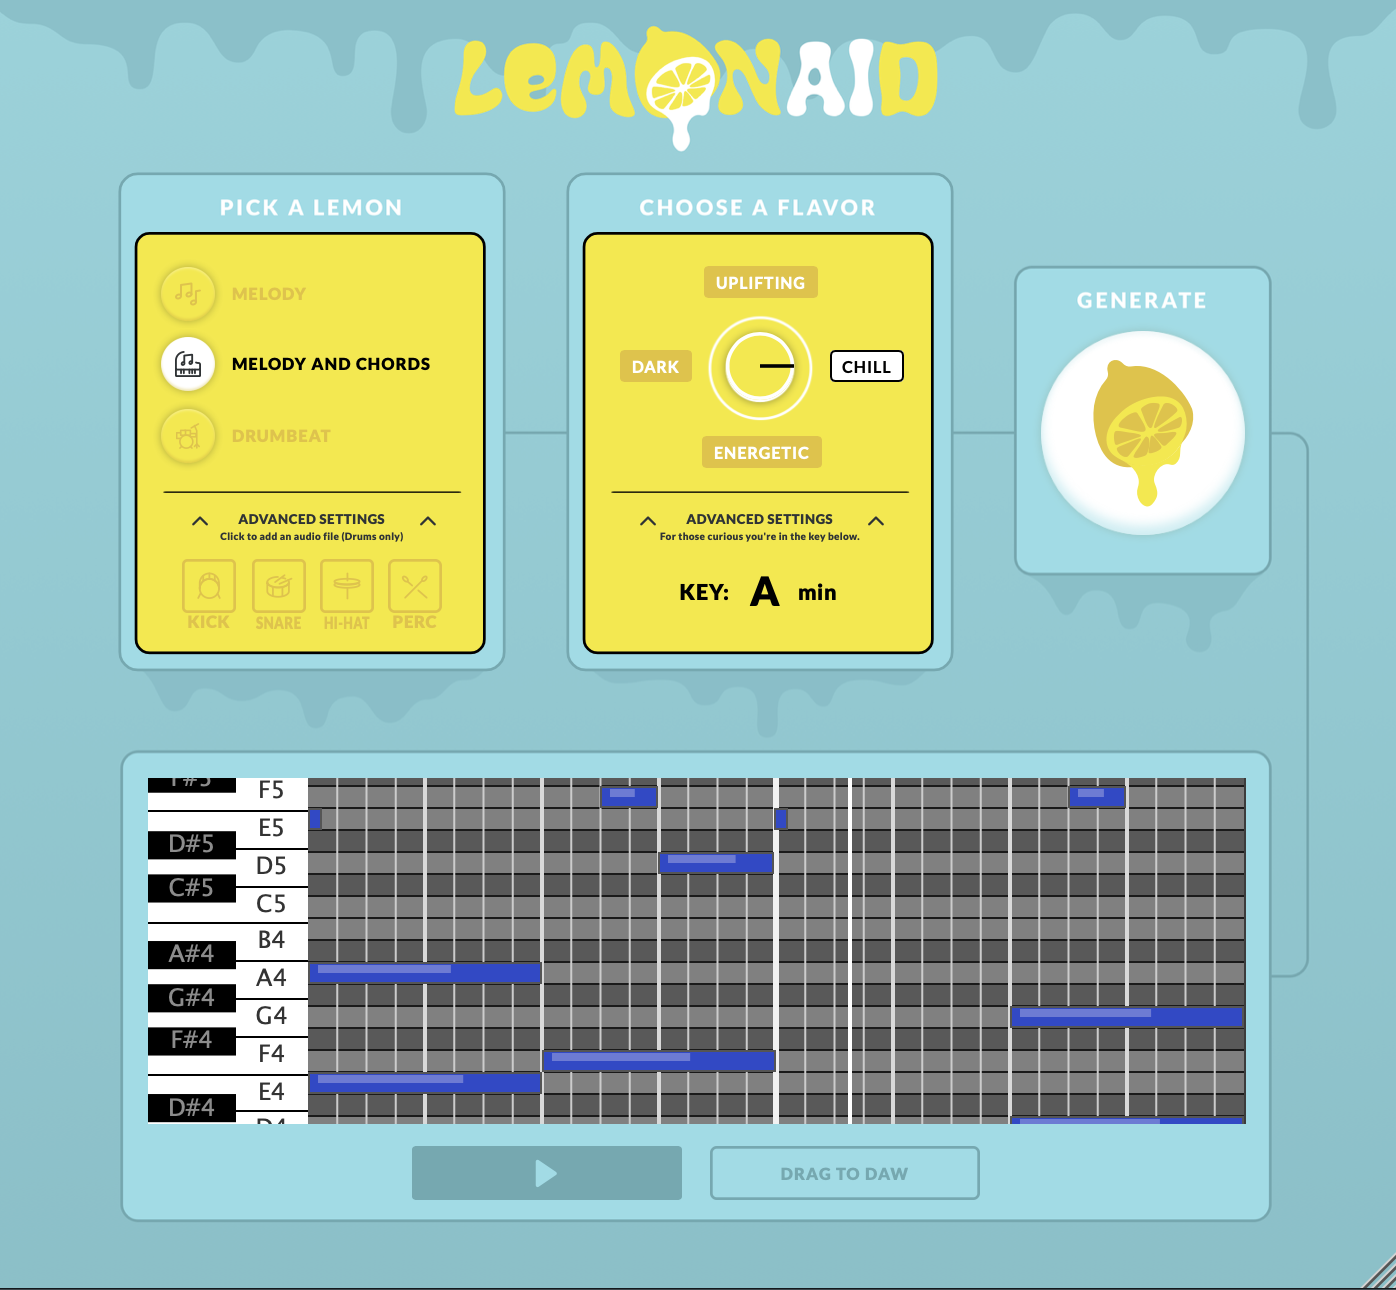 LEMONAID
PICK A LEMON
MELODY
MELODY AND CHORDS
DRUMBEAT
ADVANCED SETTINGS
Click to add an audio file (Drums only)
KICK SNARE HI-HAT PERC
CHOOSE A FLAVOR
UPLIFTING
DARK
CHILL
ENERGETIC
ADVANCED SETTINGS
For those curious you're in the key below.
KEY: A min
GENERATE
F#5
F5
E5
D#5
D5
C#5
C5
B4
A#4
A4
G#4
G4
F#4
F4
E4
D#4
D4
DRAG TO DAW